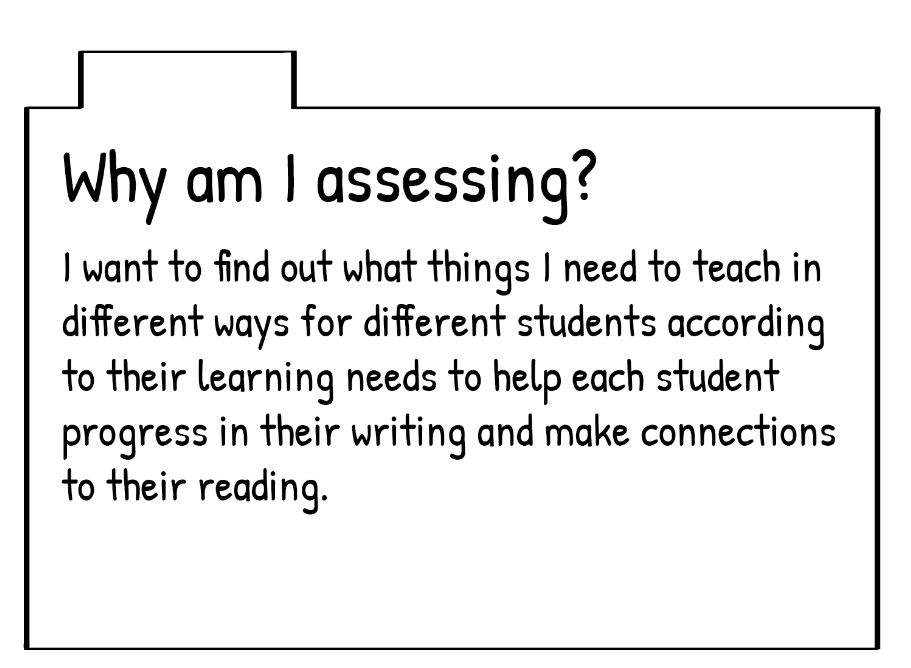 Why am I assessing?
I want to find out what things I need to teach in
different ways for different students according
to their learning needs to help each student
progress in their writing and make connections
to their reading.